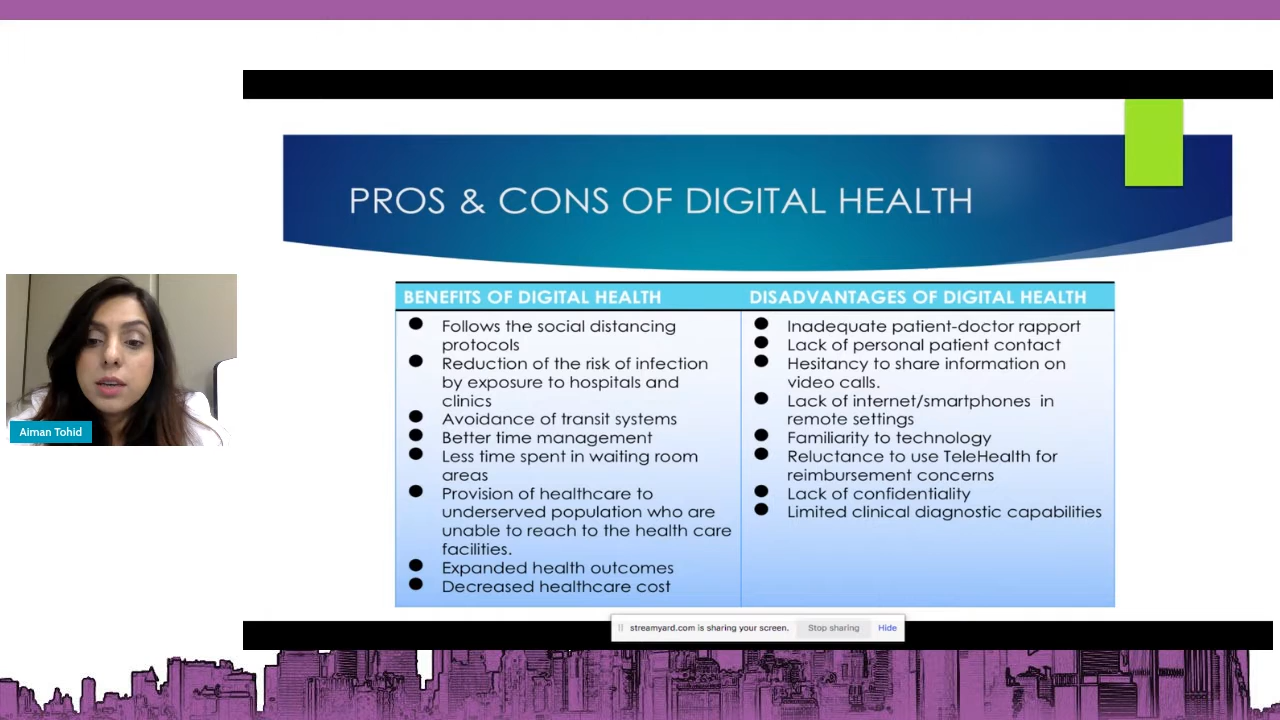 PROS & CONS OF DIGITAL HEALTH
BENEFITS OF DIGITAL HEALTH
Follows the social distancing
protocols
Reduction of the risk of infection
by exposure to hospitals and
clinics
Avoidance of transit systems
Better time management
Less time spent in waiting room
areas
Provision of healthcare to
underserved population who are
unable to reach to the health care
facilities.
Expanded health outcomes
Decreased healthcare cost
DISADVANTAGES OF DIGITAL HEALTH
Inadequate patient-doctor rapport
Lack of personal patient contact
Hesitancy to share information on
video calls.
Lack of internet/smartphones in
remote settings
Familiarity to technology
Reluctance to use TeleHealth for
reimbursement concerns
Lack of confidentiality
Limited clinical diagnostic capabilities
Aiman Tohid
streamyard.com is sharing your screen.
Stop sharing
Hide